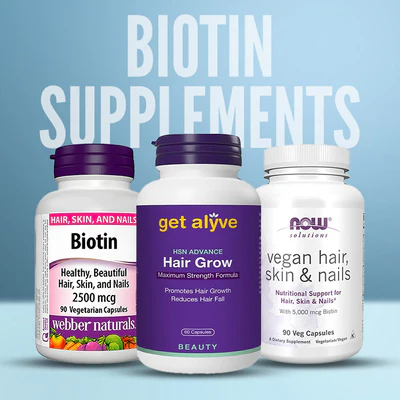 BIOTIN
SUPPLEMENTS
HAIR, SKIN, AND NAILS
Biotin
Healthy, Beautiful
Hair, Skin, and Nails
2500 mcg
90 Vegetarian Capsules
webber naturals.
get alyve
HSN ADVANCE
Hair Grow
Maximum Strength Formula
Promotes Hair Growth
Reduces Hair Fall
60 Capsules
BEAUTY
now
solutions
vegan hair,
skin & nails
Nutritional Support for
Hair, Skin & Nails*
With 5,000 mcg Biotin
90 Veg Capsules
A Dietary Supplement Vegetarian/Vegan